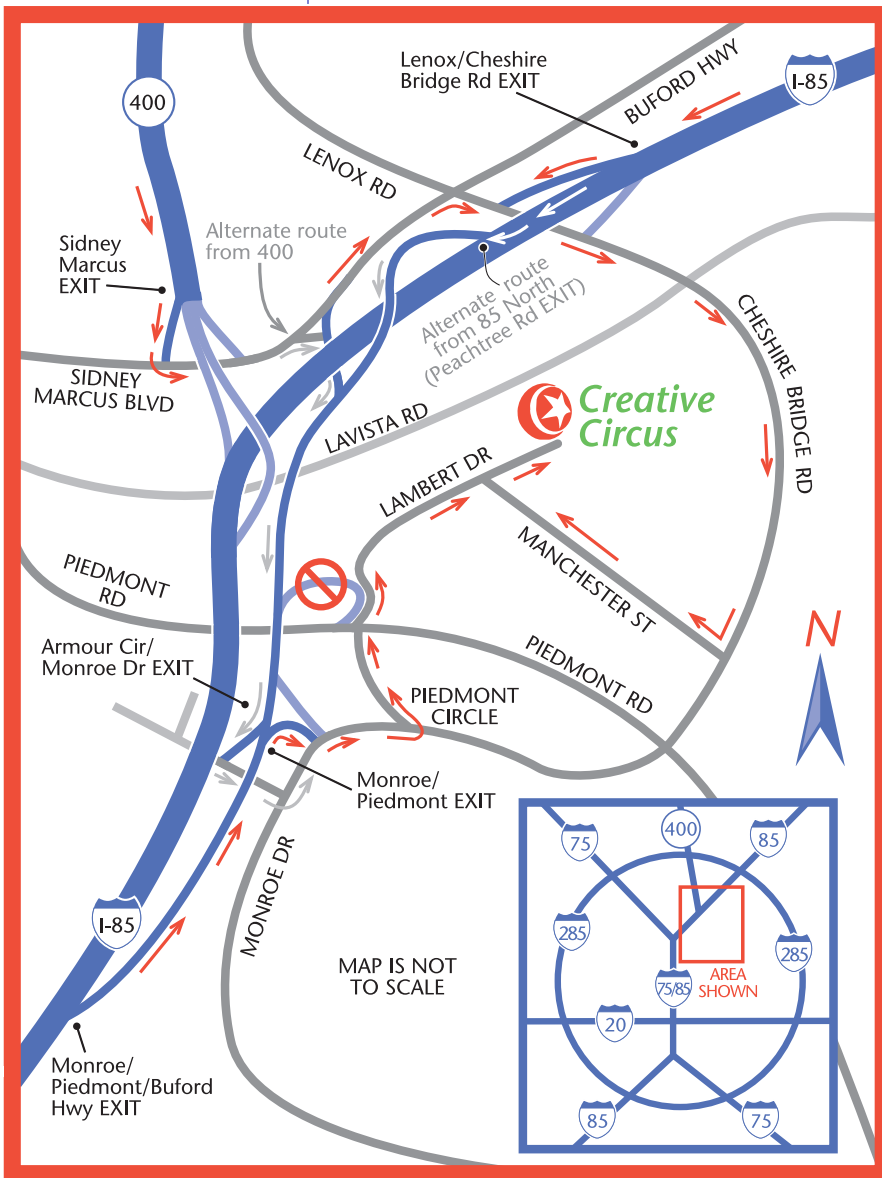 Lenox/Cheshire
Bridge Rd EXIT
I-85
400
BUFORD HWY
LENOX RD
Sidney
Marcus
EXIT
Alternate route
from 400
Alternate route
from 85 North
(Peachtree Rd EXIT)
CHESHIRE BRIDGE RD
SIDNEY
MARCUS BLVD
Creative
Circus
LAVISTA RD
LAMBERT DR
MANCHESTER ST
PIEDMONT
RD
N
Armour Cir/
Monroe Dr EXIT
PIEDMONT RD
PIEDMONT
CIRCLE
Monroe/
Piedmont EXIT
MONROE DR
I-85
MAP IS NOT
TO SCALE
Monroe/
Piedmont/Buford
Hwy EXIT
75
400
85
285
285
AREA
SHOWN
75/85
20
85
75